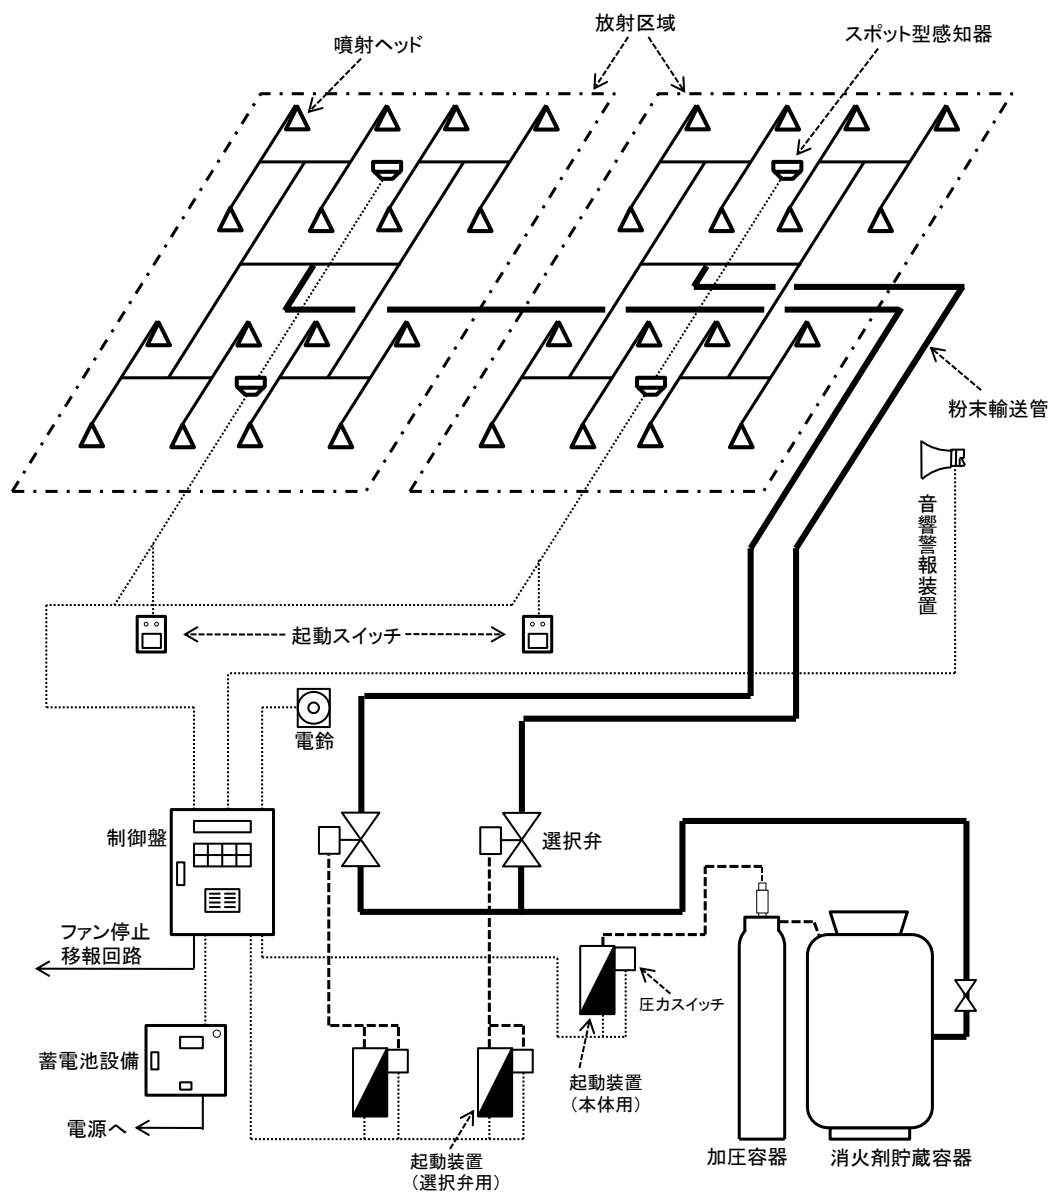 放射区域
噴射ヘッド
スポット型感知器
粉末輸送管
音響警報装置
起動スイッチ
電鈴
制御盤
選択弁
ファン停止
移報回路
圧力スイッチ
蓄電池設備
起動装置
(本体用)
電源へ
起動装置
(選択弁用)
加圧容器
消火剤貯蔵容器